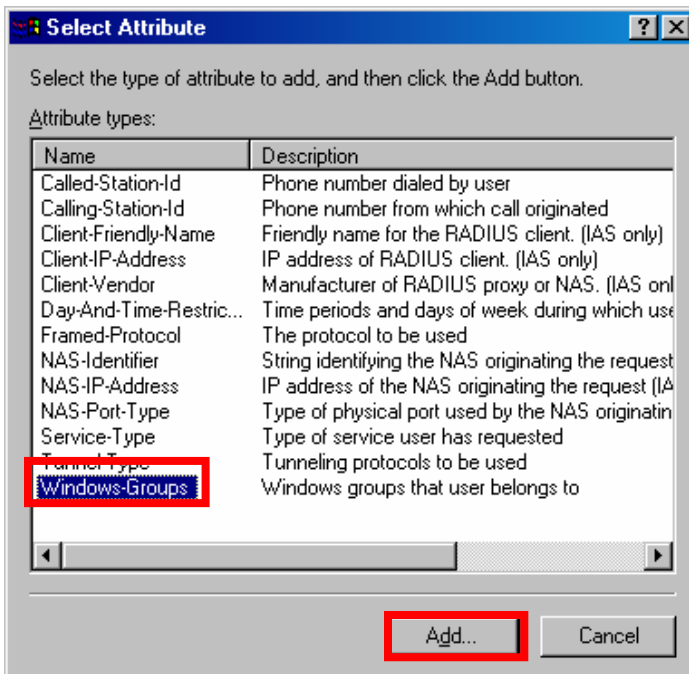 Select Attribute
Select the type of attribute to add, and then click the Add button.
Attribute types:
Name Description
Called-Station-Id Phone number dialed by user
Calling-Station-Id Phone number from which call originated
Client-Friendly-Name Friendly name for the RADIUS client. (IAS only)
Client-IP-Address IP address of RADIUS client. (IAS only)
Client-Vendor Manufacturer of RADIUS proxy or NAS. (IAS onl
Day-And-Time-Restric... Time periods and days of week during which use
Framed-Protocol The protocol to be used
NAS-Identifier String identifying the NAS originating the request
NAS-IP-Address IP address of the NAS originating the request (IA
NAS-Port-Type Type of physical port used by the NAS originatin
Service-Type Type of service user has requested
Tunnel-Type Tunneling protocols to be used
Windows-Groups Windows groups that user belongs to
Add... Cancel